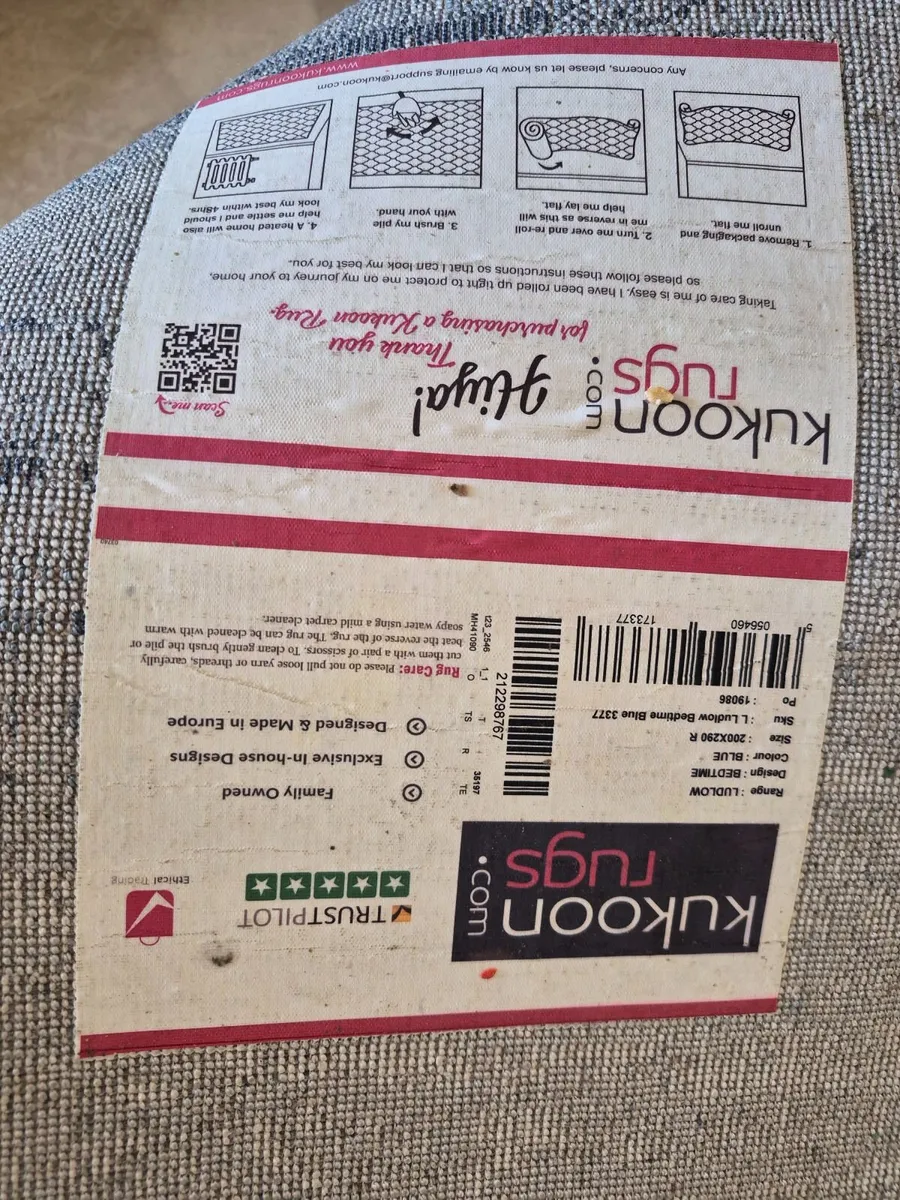 kukoon
rugs
.com
TRUSTPILOT
Ethical Trading
Range : LUDLOW
Design : BEDTIME
Colour : BLUE
Size : 200X290 R
Sku : L Ludlow Bedtime Blue 3377
Po : 19086
5 056460 173377
212298767
t23_2546 1_1 T R 35197
MH41090 O TS TE
Family Owned
Exclusive In-house Designs
Designed & Made in Europe
Rug Care: Please do not pull loose yarn or threads, carefully
cut them with a pair of scissors. To clean gently brush the pile or
beat the reverse of the rug. The rug can be cleaned with warm
soapy water using a mild carpet cleaner.
kukoon
rugs
.com
Hiya!
Thank you
for purchasing a Kukoon Rug.
Scan me
Taking care of me is easy. I have been rolled up tight to protect me on my journey to your home,
so please follow these instructions so that I can look my best for you.
1. Remove packaging and
unroll me flat.
2. Turn me over and re-roll
me in reverse as this will
help me lay flat.
3. Brush my pile
with your hand.
4. A heated home will also
help me settle and I should
look my best within 48hrs.
Any concerns, please let us know by emailing support@kukoon.com
www.kukoonrugs.com